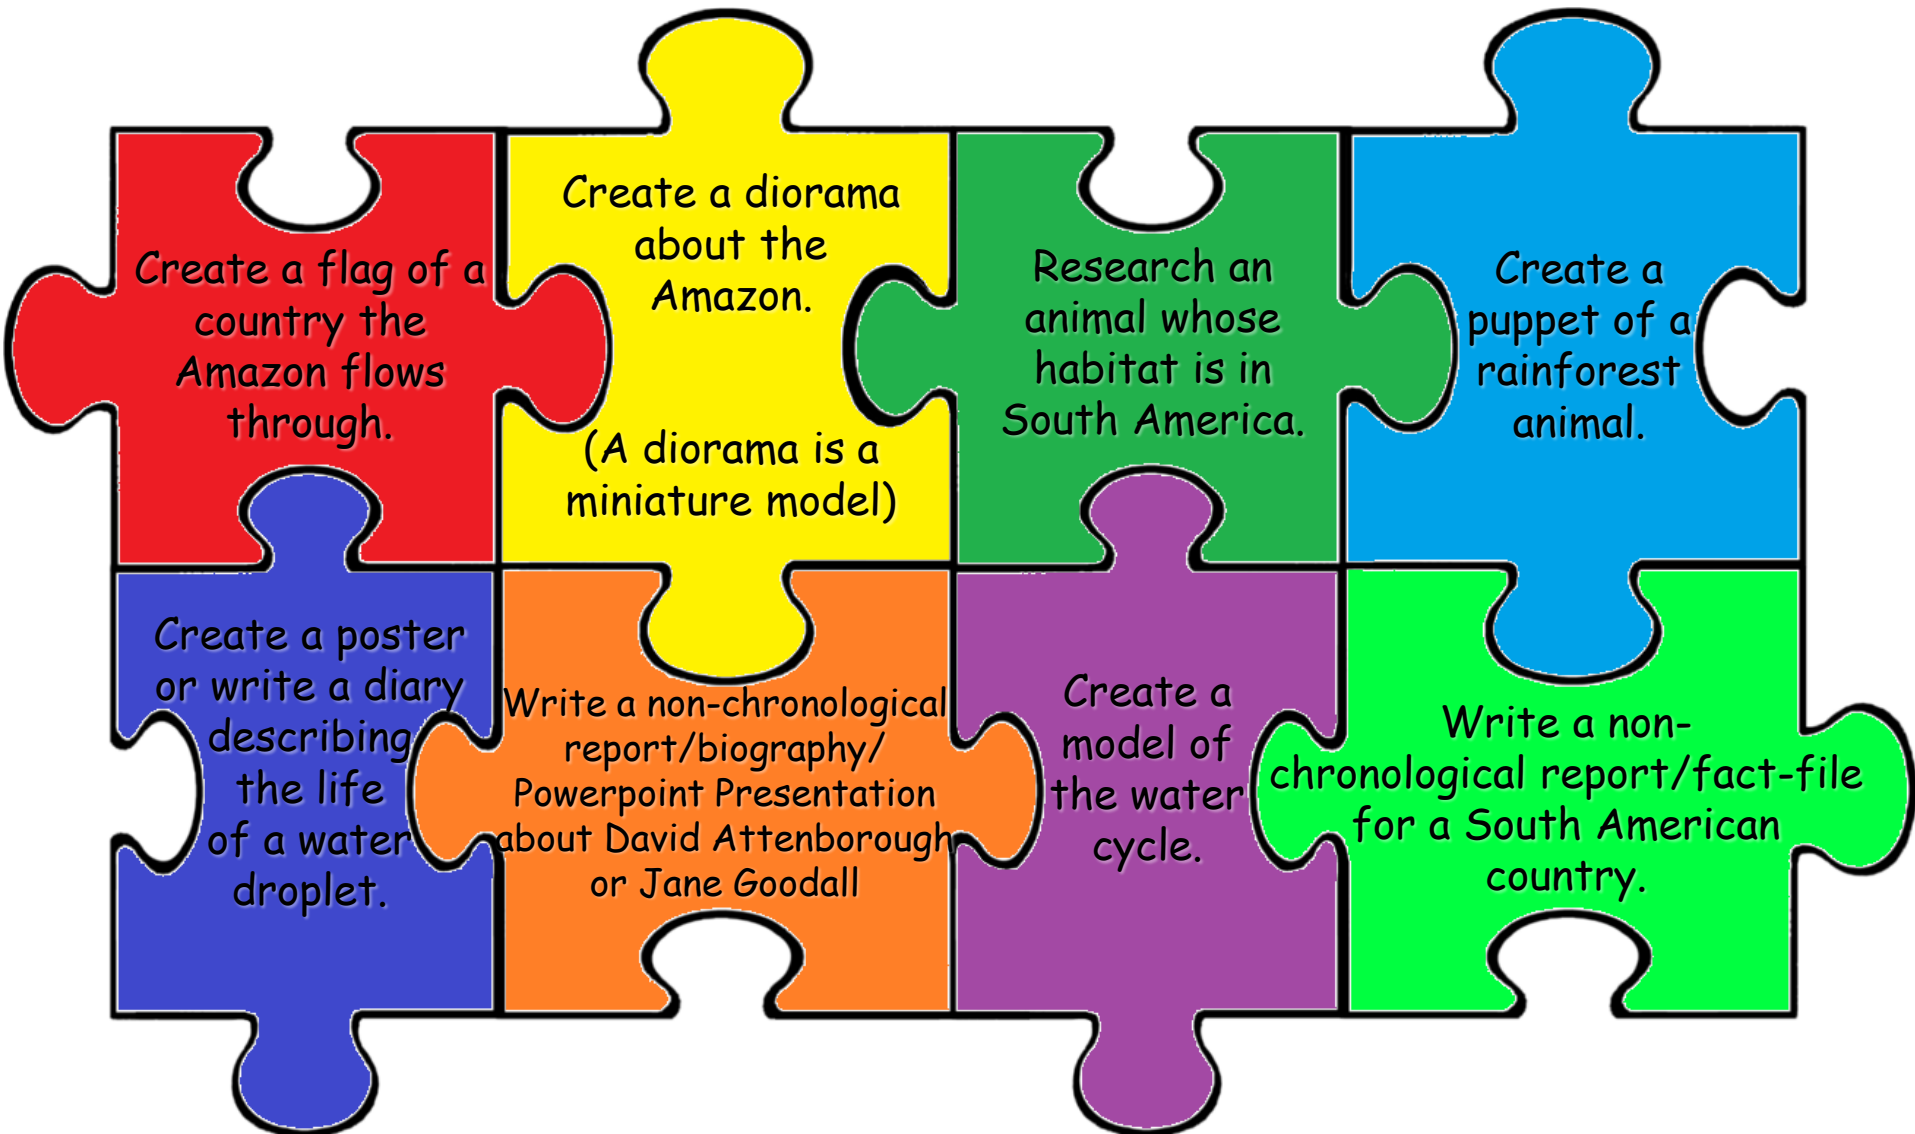 Create a flag of a
country the
Amazon flows
through.
Create a diorama
about the
Amazon.
(A diorama is a
miniature model)
Research an
animal whose
habitat is in
South America.
Create a
puppet of a
rainforest
animal.
Create a poster
or write a diary
describing
the life
of a water
droplet.
Write a non-chronological
report/biography/
Powerpoint Presentation
about David Attenborough
or Jane Goodall
Create a
model of
the water
cycle.
Write a non-
chronological report/fact-file
for a South American
country.